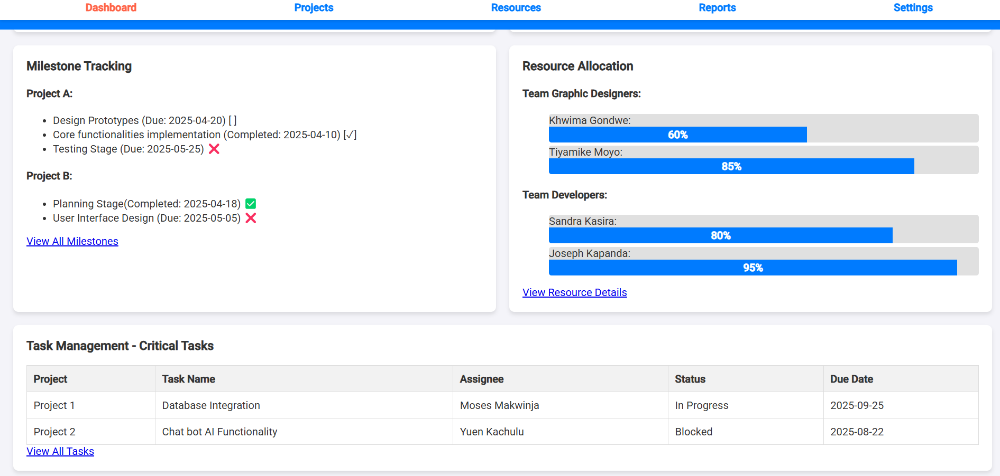 Dashboard Projects Resources Reports Settings
Milestone Tracking
Project A:
• Design Prototypes (Due: 2025-04-20) [ ]
• Core functionalities implementation (Completed: 2025-04-10) [✓]
• Testing Stage (Due: 2025-05-25) ❌
Project B:
• Planning Stage(Completed: 2025-04-18) ✅
• User Interface Design (Due: 2025-05-05) ❌
View All Milestones
Resource Allocation
Team Graphic Designers:
Khwima Gondwe:
60%
Tiyamike Moyo:
85%
Team Developers:
Sandra Kasira:
80%
Joseph Kapanda:
95%
View Resource Details
Task Management - Critical Tasks
Project Task Name Assignee Status Due Date
Project 1 Database Integration Moses Makwinja In Progress 2025-09-25
Project 2 Chat bot AI Functionality Yuen Kachulu Blocked 2025-08-22
View All Tasks